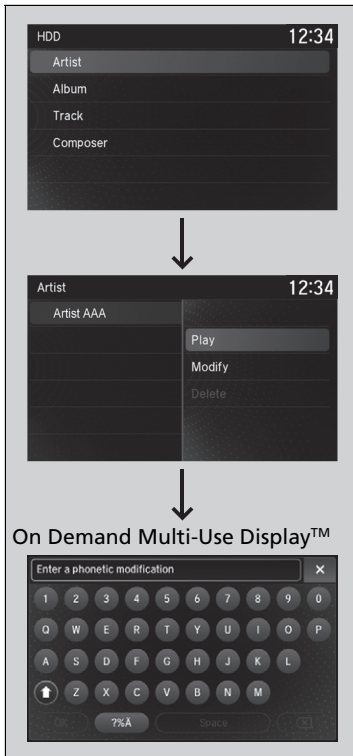 HDD 12:34
Artist
Album
Track
Composer
Artist 12:34
Artist AAA
Play
Modify
Delete
On Demand Multi-Use Display™
Enter a phonetic modification ×
1 2 3 4 5 6 7 8 9 0
Q W E R T Y U I O P
A S D F G H J K L
Z X C V B N M
OK ?%Ä Space